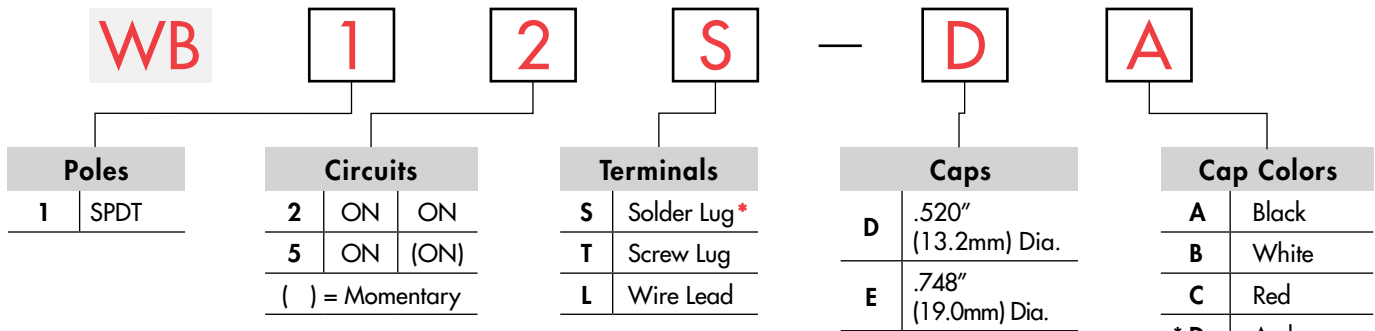 WB 1 2 S — D A
Poles
1 SPDT
Circuits
2 ON ON
5 ON (ON)
( ) = Momentary
Terminals
S Solder Lug*
T Screw Lug
L Wire Lead
Caps
D .520″
(13.2mm) Dia.
E .748″
(19.0mm) Dia.
Cap Colors
A Black
B White
C Red